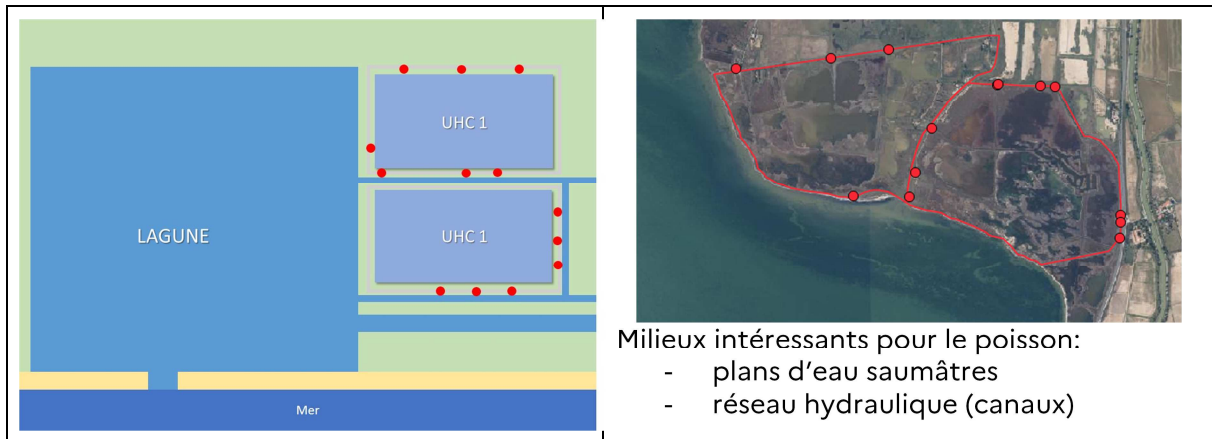 UHC 1
LAGUNE
UHC 1
Mer
Milieux intéressants pour le poisson:
- plans d'eau saumâtres
- réseau hydraulique (canaux)